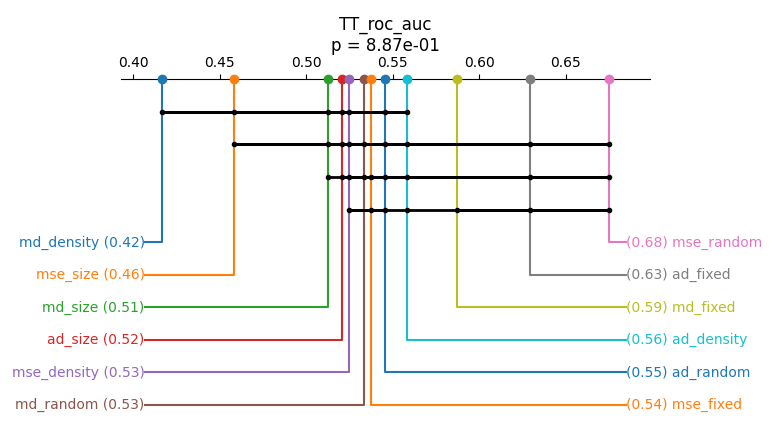 TT_roc_auc
p = 8.87e-01
0.40 0.45 0.50 0.55 0.60 0.65
md_density (0.42) (0.68) mse_random
mse_size (0.46) (0.63) ad_fixed
md_size (0.51) (0.59) md_fixed
ad_size (0.52) (0.56) ad_density
mse_density (0.53) (0.55) ad_random
md_random (0.53) (0.54) mse_fixed